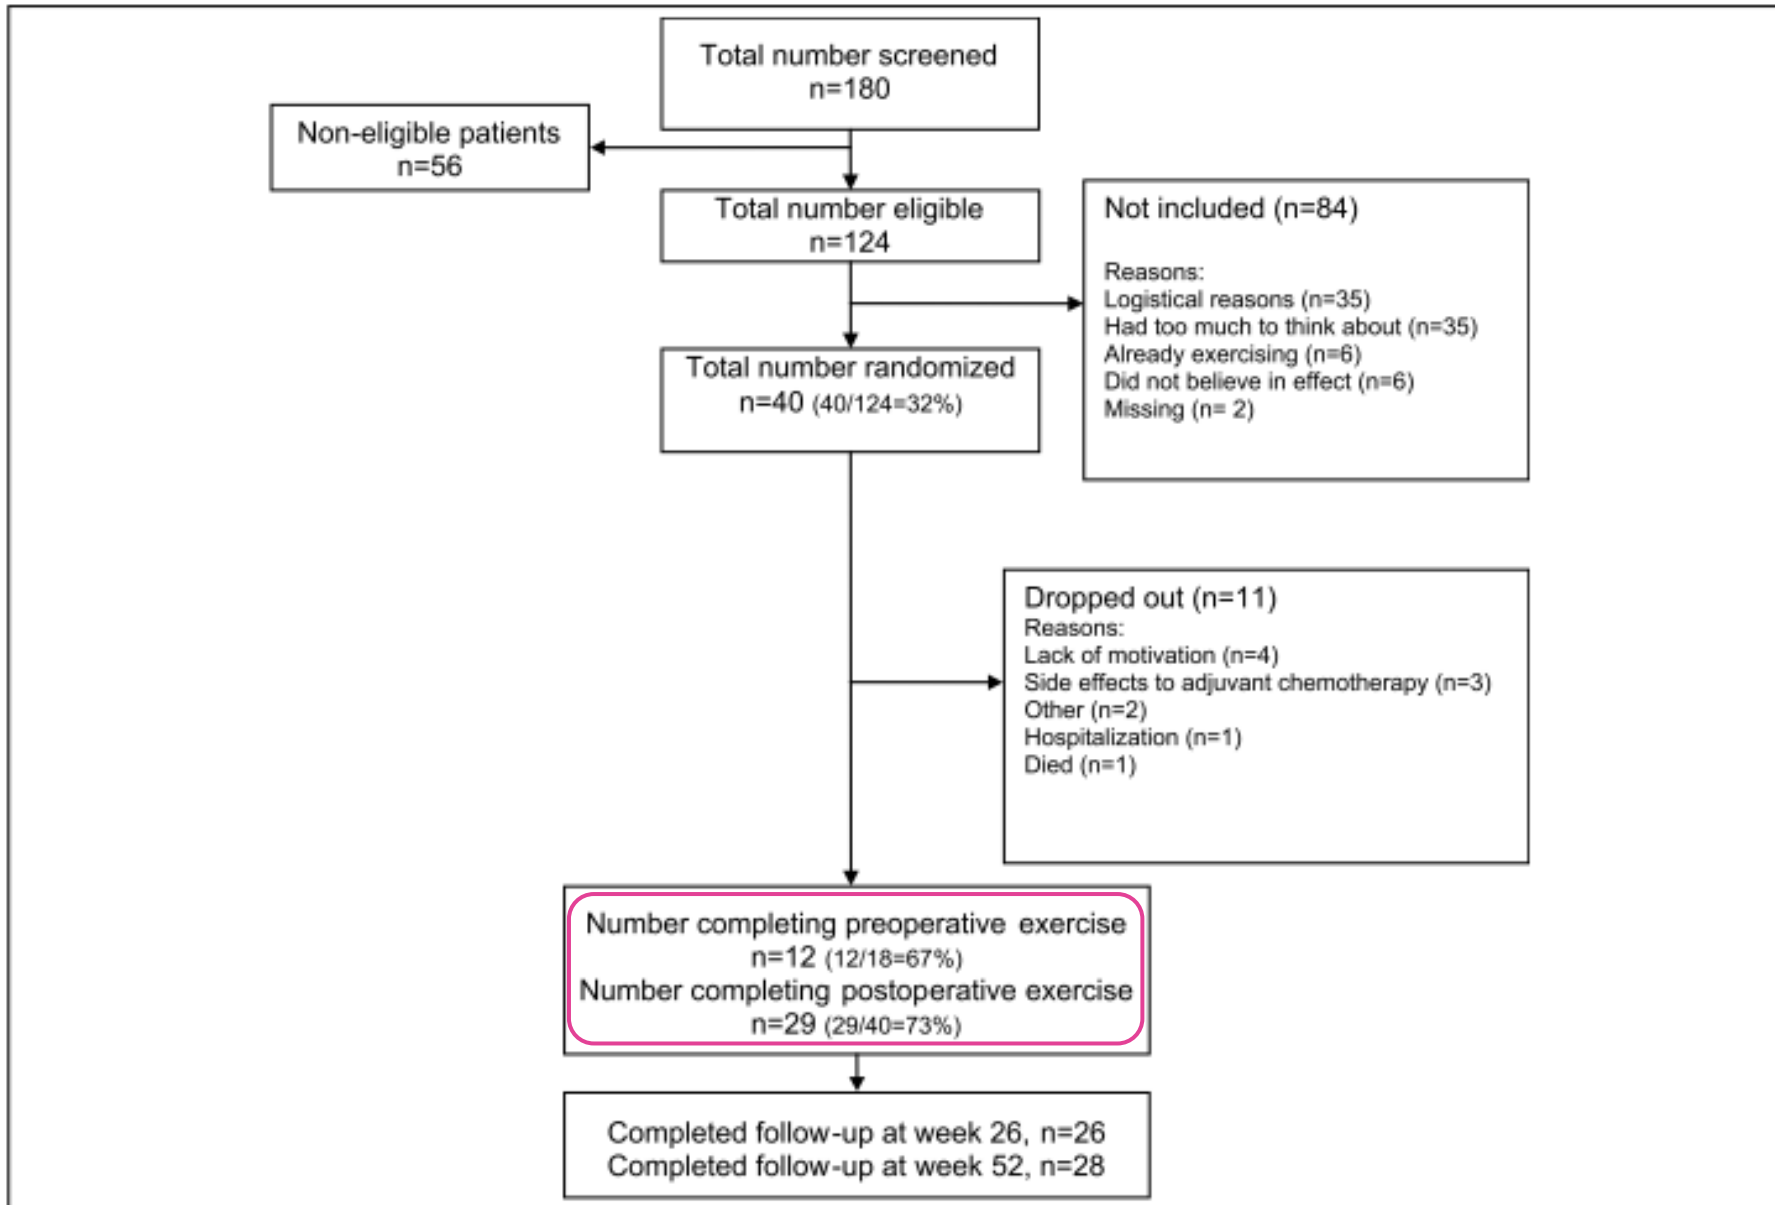 Total number screened
n=180
Non-eligible patients
n=56
Total number eligible
n=124
Not included (n=84)
Reasons:
Logistical reasons (n=35)
Had too much to think about (n=35)
Already exercising (n=6)
Did not believe in effect (n=6)
Missing (n= 2)
Total number randomized
n=40 (40/124=32%)
Dropped out (n=11)
Reasons:
Lack of motivation (n=4)
Side effects to adjuvant chemotherapy (n=3)
Other (n=2)
Hospitalization (n=1)
Died (n=1)
Number completing preoperative exercise
n=12 (12/18=67%)
Number completing postoperative exercise
n=29 (29/40=73%)
Completed follow-up at week 26, n=26
Completed follow-up at week 52, n=28